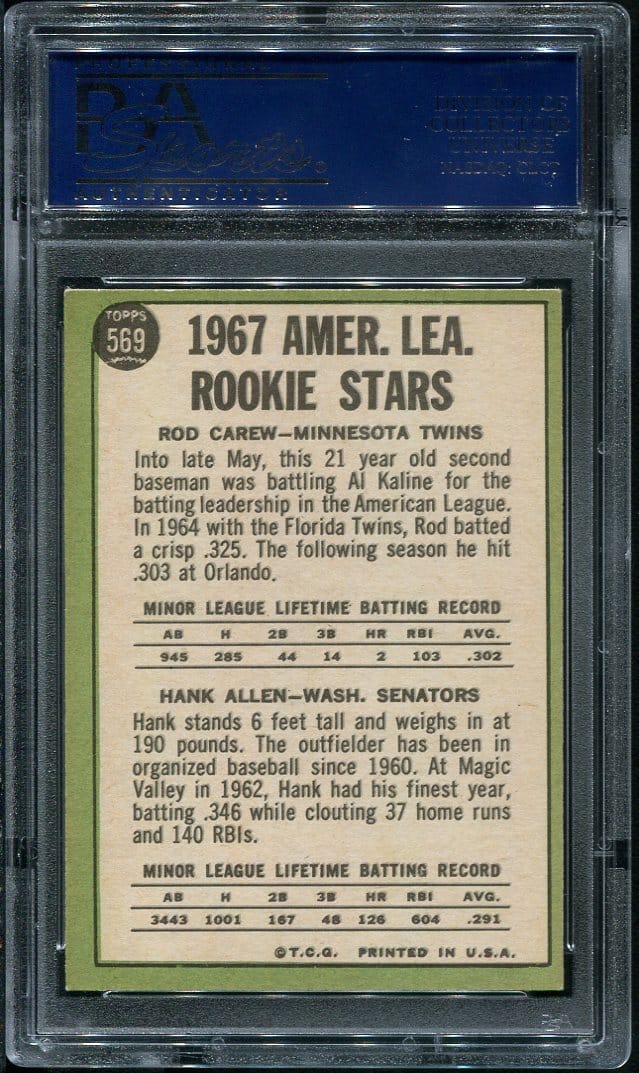 PROFESSIONAL
PSA
Sports
AUTHENTICATOR
A
DIVISION OF
COLLECTORS
UNIVERSE
NASDAQ: CLCT
TOPPS
569
1967 AMER. LEA.
ROOKIE STARS
ROD CAREW—MINNESOTA TWINS
Into late May, this 21 year old second
baseman was battling Al Kaline for the
batting leadership in the American League.
In 1964 with the Florida Twins, Rod batted
a crisp .325. The following season he hit
.303 at Orlando.
MINOR LEAGUE LIFETIME BATTING RECORD
AB H 2B 3B HR RBI AVG.
945 285 44 14 2 103 .302
HANK ALLEN—WASH. SENATORS
Hank stands 6 feet tall and weighs in at
190 pounds. The outfielder has been in
organized baseball since 1960. At Magic
Valley in 1962, Hank had his finest year,
batting .346 while clouting 37 home runs
and 140 RBIs.
MINOR LEAGUE LIFETIME BATTING RECORD
AB H 2B 3B HR RBI AVG.
3443 1001 167 48 126 604 .291
©T.C.G. PRINTED IN U.S.A.
PSA